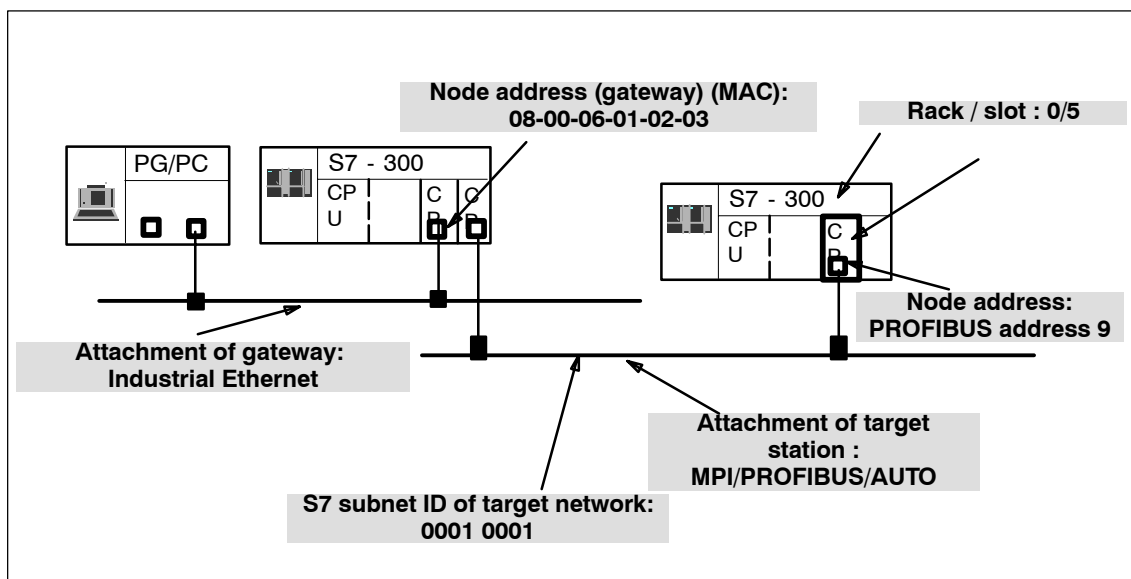 Node address (gateway) (MAC):
08-00-06-01-02-03
Rack / slot : 0/5
PG/PC
S7 - 300
CP
U
C
P
C
P
S7 - 300
CP
U
C
P
Node address:
PROFIBUS address 9
Attachment of gateway:
Industrial Ethernet
Attachment of target
station :
MPI/PROFIBUS/AUTO
S7 subnet ID of target network:
0001 0001